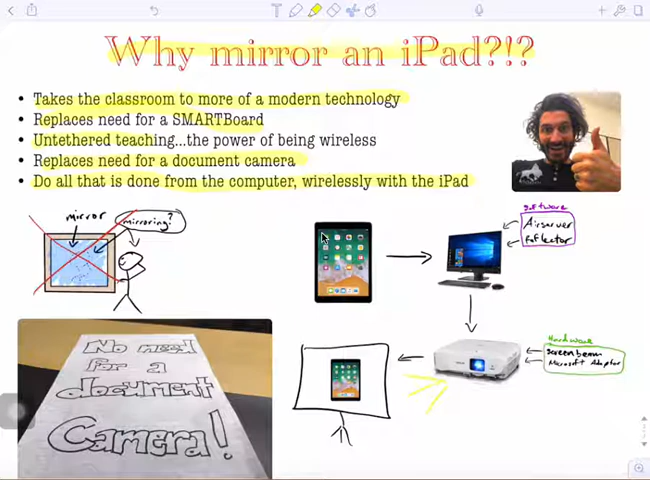 Why mirror an iPad?!?
• Takes the classroom to more of a modern technology
• Replaces need for a SMARTBoard
• Untethered teaching...the power of being wireless
• Replaces need for a document camera
• Do all that is done from the computer, wirelessly with the iPad
mirror
mirroring?
Software
Airserver
Reflector
Hardware
Screenbeam
Microsoft Adapter
No need
for a
document
Camera!